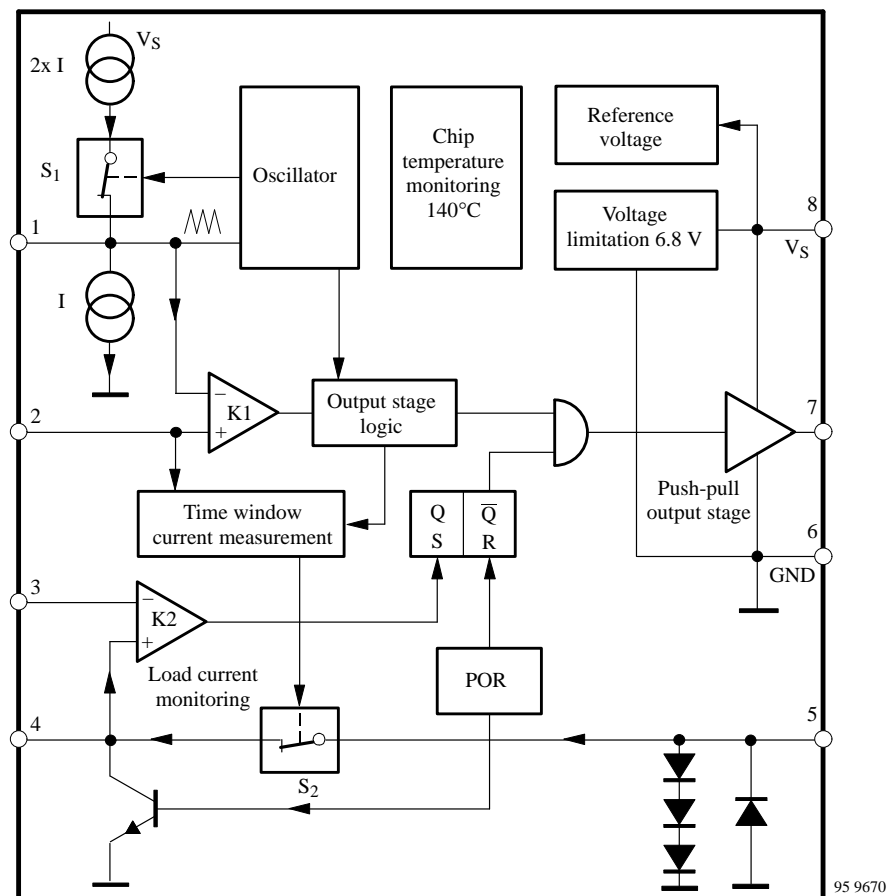 V_S
2x I
S_1
Oscillator
Chip
temperature
monitoring
140°C
Reference
voltage
Voltage
limitation 6.8 V
8
V_S
1
I
2
−
K1
+
Output stage
logic
7
Push-pull
output stage
Time window
current measurement
Q
Q̅
S
R
6
GND
3
−
K2
+
Load current
monitoring
POR
4
5
S_2
95 9670